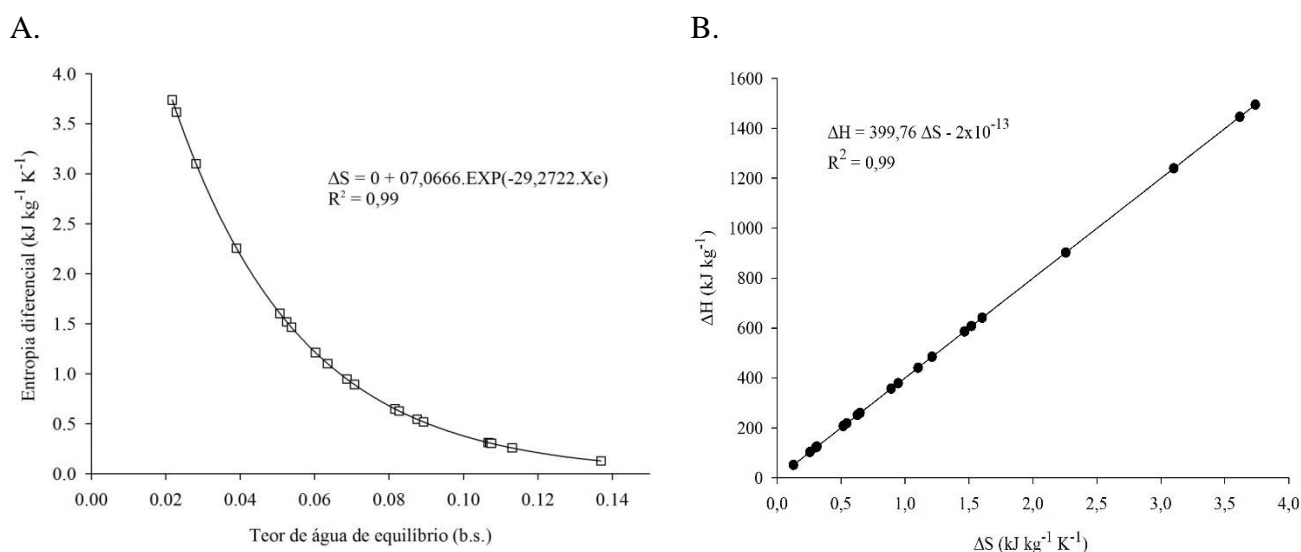 A.
4.0
3.5
3.0
2.5
2.0
1.5
1.0
0.5
0.0
Entropia diferencial (kJ kg⁻¹ K⁻¹)
ΔS = 0 + 07,0666.EXP(-29,2722.Xe)
R² = 0,99
0.00 0.02 0.04 0.06 0.08 0.10 0.12 0.14
Teor de água de equilíbrio (b.s.)
B.
1600
1400
1200
1000
800
600
400
200
0
ΔH (kJ kg⁻¹)
ΔH = 399,76 ΔS - 2x10⁻¹³
R² = 0,99
0,0 0,5 1,0 1,5 2,0 2,5 3,0 3,5 4,0
ΔS (kJ kg⁻¹ K⁻¹)